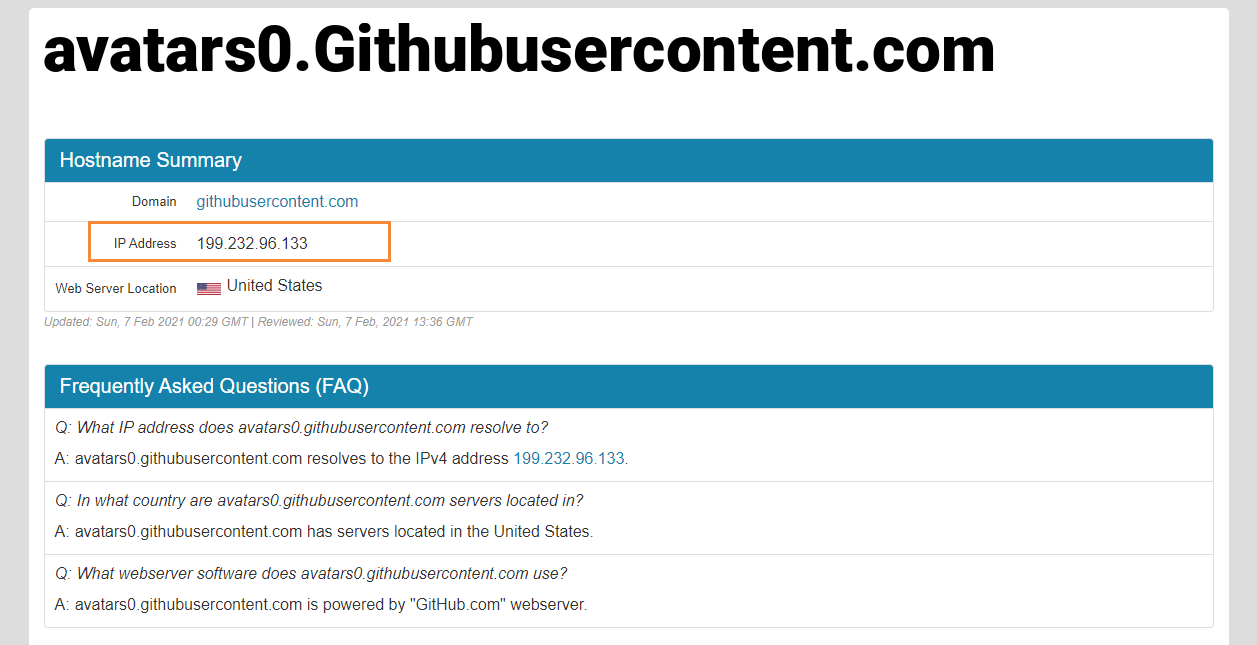 avatars0.Githubusercontent.com
Hostname Summary
Domain githubusercontent.com
IP Address 199.232.96.133
Web Server Location United States
Updated: Sun, 7 Feb 2021 00:29 GMT | Reviewed: Sun, 7 Feb, 2021 13:36 GMT
Frequently Asked Questions (FAQ)
Q: What IP address does avatars0.githubusercontent.com resolve to?
A: avatars0.githubusercontent.com resolves to the IPv4 address 199.232.96.133.
Q: In what country are avatars0.githubusercontent.com servers located in?
A: avatars0.githubusercontent.com has servers located in the United States.
Q: What webserver software does avatars0.githubusercontent.com use?
A: avatars0.githubusercontent.com is powered by "GitHub.com" webserver.